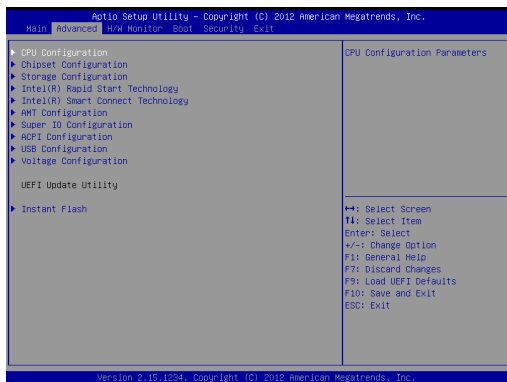 Aptio Setup Utility – Copyright (C) 2012 American Megatrends, Inc.
Main Advanced H/W Monitor Boot Security Exit
CPU Configuration
Chipset Configuration
Storage Configuration
Intel(R) Rapid Start Technology
Intel(R) Smart Connect Technology
AMT Configuration
Super IO Configuration
ACPI Configuration
USB Configuration
Voltage Configuration
UEFI Update Utility
Instant Flash
CPU Configuration Parameters
↔: Select Screen
↑↓: Select Item
Enter: Select
+/-: Change Option
F1: General Help
F7: Discard Changes
F9: Load UEFI Defaults
F10: Save and Exit
ESC: Exit
Version 2.15.1234. Copyright (C) 2012 American Megatrends, Inc.